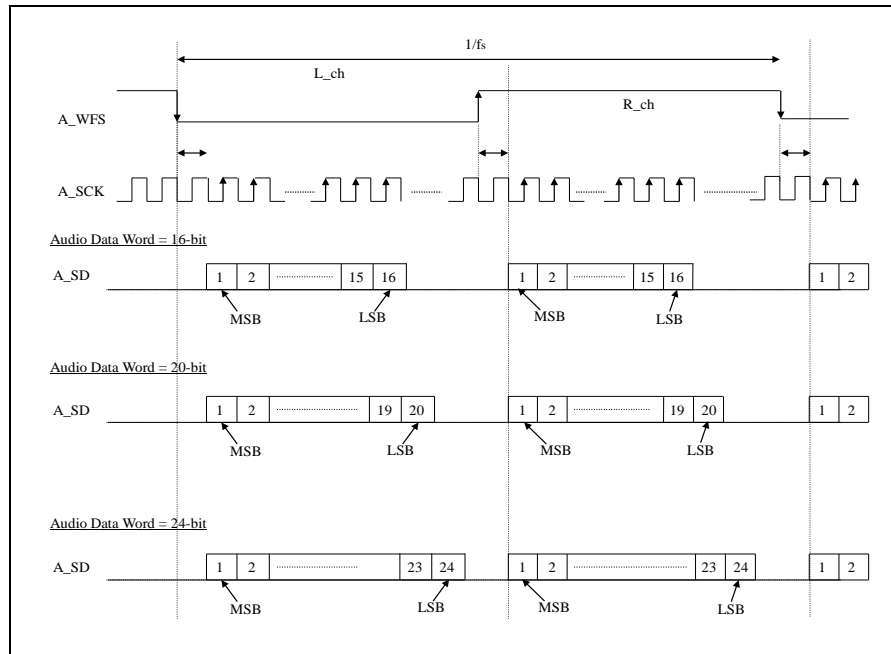 1/fs
L_ch
R_ch
A_WFS
A_SCK
Audio Data Word = 16-bit
A_SD 1 2 15 16 1 2 15 16 1 2
MSB LSB MSB LSB
Audio Data Word = 20-bit
A_SD 1 2 19 20 1 2 19 20 1 2
MSB LSB MSB LSB
Audio Data Word = 24-bit
A_SD 1 2 23 24 1 2 23 24 1 2
MSB LSB MSB LSB